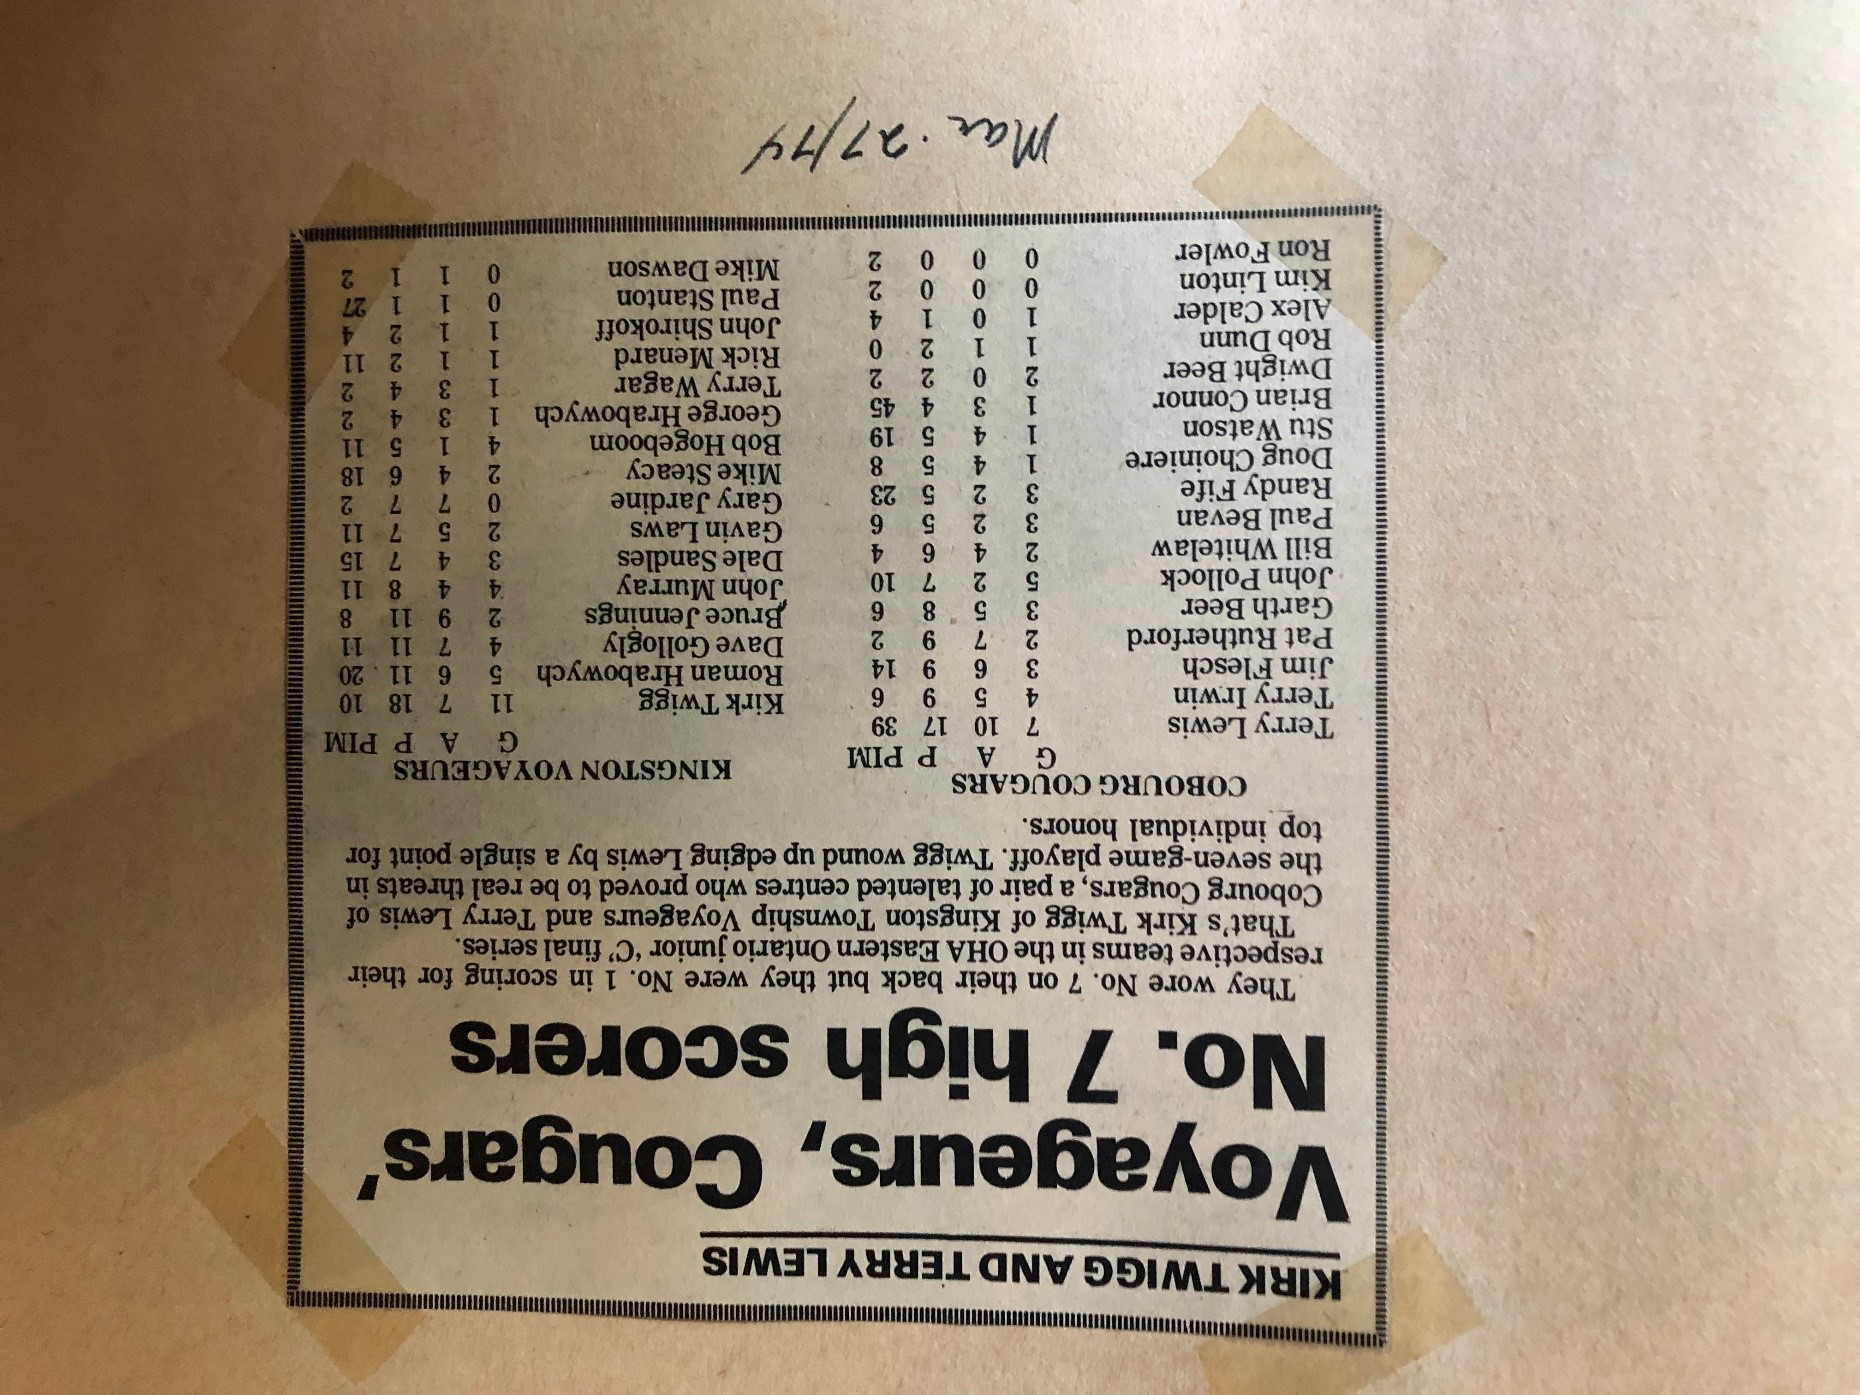 KIRK TWIGG AND TERRY LEWIS
Voyageurs, Cougars'
No. 7 high scorers
They wore No. 7 on their back but they were No. 1 in scoring for their
respective teams in the OHA Eastern Ontario junior 'C' final series.
That's Kirk Twigg of Kingston Township Voyageurs and Terry Lewis of
Cobourg Cougars, a pair of talented centres who proved to be real threats in
the seven-game playoff. Twigg wound up edging Lewis by a single point for
top individual honors.
COBOURG COUGARS
G A P PIM
Terry Lewis 7 10 17 39
Terry Irwin 4 5 9 6
Jim Flesch 3 6 9 14
Pat Rutherford 2 7 9 2
Garth Beer 3 5 8 6
John Pollock 5 2 7 10
Bill Whitelaw 2 4 6 4
Paul Bevan 3 2 5 6
Randy Fife 3 2 5 23
Doug Choiniere 1 4 5 8
Stu Watson 1 4 5 19
Brian Connor 1 3 4 45
Dwight Beer 2 0 2 2
Rob Dunn 1 1 2 0
Alex Calder 1 0 1 4
Kim Linton 0 0 0 2
Ron Fowler 0 0 0 2
KINGSTON VOYAGEURS
G A P PIM
Kirk Twigg 11 7 18 10
Roman Hrabowych 5 6 11 20
Dave Gollogly 4 7 11 11
Bruce Jennings 2 9 11 8
John Murray 4 4 8 11
Dale Sandles 3 4 7 15
Gavin Laws 2 5 7 11
Gary Jardine 0 7 7 2
Mike Steacy 2 4 6 18
Bob Hogeboom 4 1 5 11
George Hrabowych 1 3 4 2
Terry Wagar 1 3 4 2
Rick Menard 1 1 2 11
John Shirokoff 1 1 2 4
Paul Stanton 0 1 1 27
Mike Dawson 0 1 1 2
Mar. 27/74